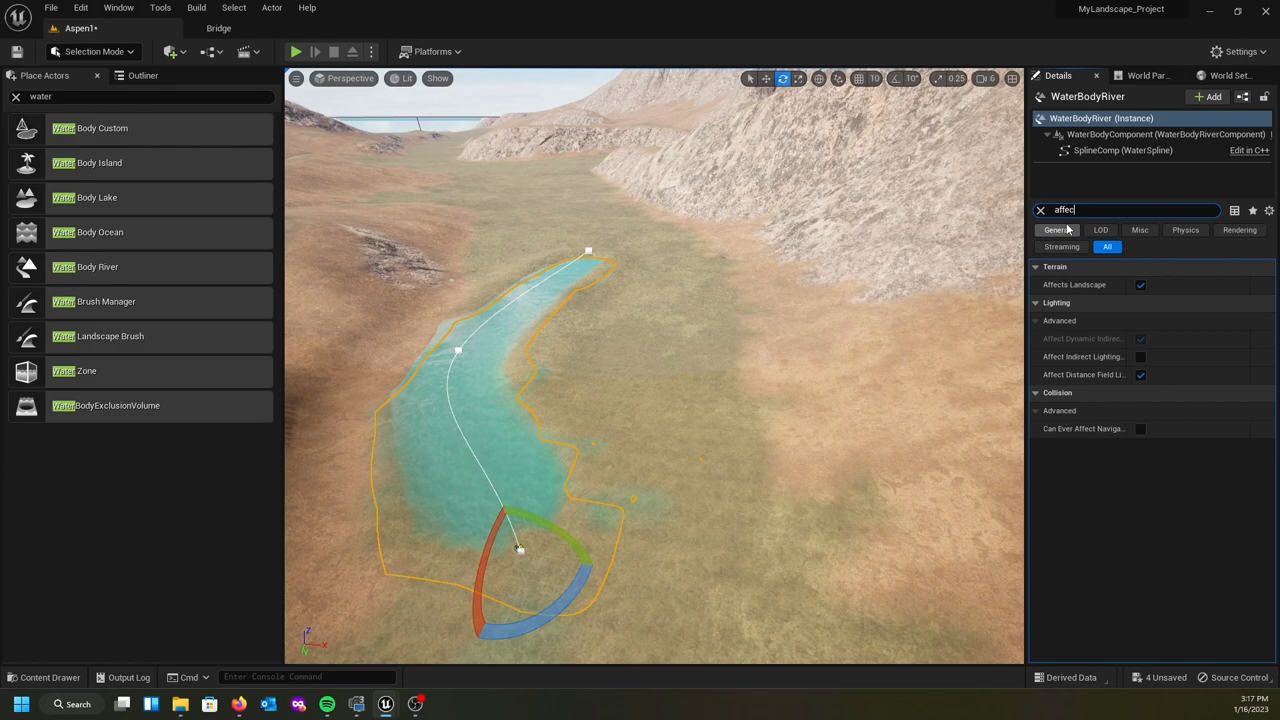 File Edit Window Tools Build Select Actor Help
MyLandscape_Project
Aspen1•
Bridge
Selection Mode
Platforms
Settings
Place Actors
Outliner
water
Water Body Custom
Water Body Island
Water Body Lake
Water Body Ocean
Water Body River
Water Brush Manager
Water Landscape Brush
Water Zone
WaterBodyExclusionVolume
Perspective
Lit
Show
10
10°
0.25
6
Z
X
Y
Details
World Par...
World Set...
WaterBodyRiver
Add
WaterBodyRiver (Instance)
WaterBodyComponent (WaterBodyRiverComponent)
SplineComp (WaterSpline)
Edit in C++
affec
General
LOD
Misc
Physics
Rendering
Streaming
All
Terrain
Affects Landscape
Lighting
Advanced
Affect Dynamic Indirec...
Affect Indirect Lighting...
Affect Distance Field Li...
Collision
Advanced
Can Ever Affect Naviga...
Content Drawer
Output Log
Cmd
Enter Console Command
Derived Data
4 Unsaved
Source Control
Search
3:17 PM
1/16/2023